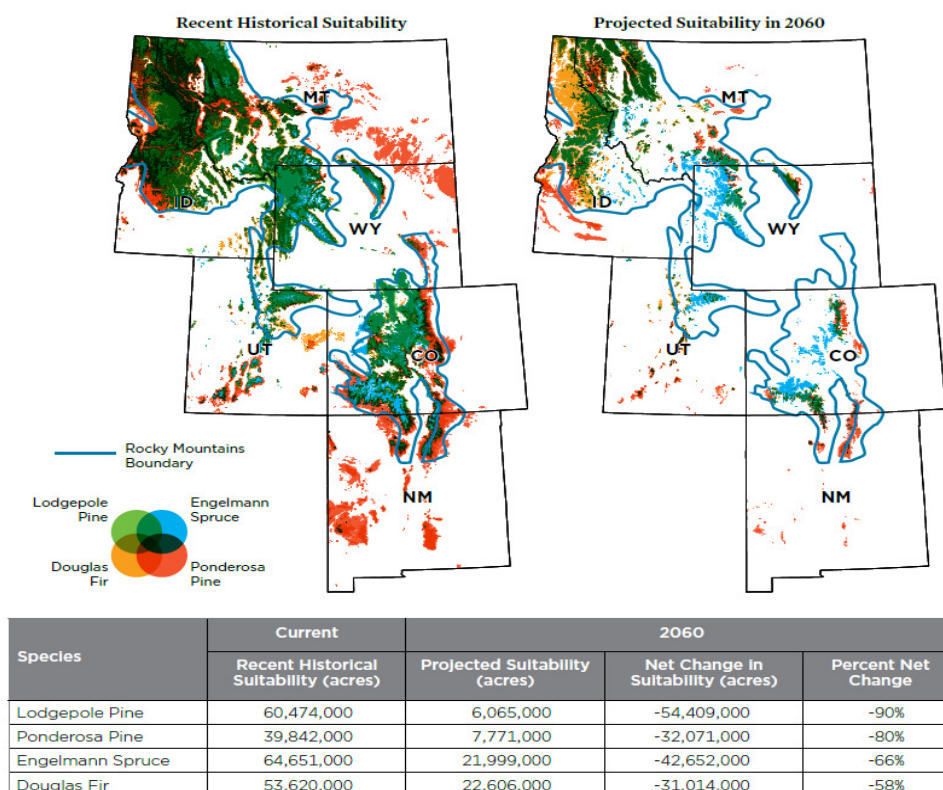 Recent Historical Suitability
Projected Suitability in 2060
MT
ID
WY
UT
CO
NM
MT
ID
WY
UT
CO
NM
Rocky Mountains
Boundary
Lodgepole
Pine
Engelmann
Spruce
Douglas
Fir
Ponderosa
Pine
Species
Current
2060
Recent Historical
Suitability (acres)
Projected Suitability
(acres)
Net Change in
Suitability (acres)
Percent Net
Change
Lodgepole Pine 60,474,000 6,065,000 -54,409,000 -90%
Ponderosa Pine 39,842,000 7,771,000 -32,071,000 -80%
Engelmann Spruce 64,651,000 21,999,000 -42,652,000 -66%
Douglas Fir 53,620,000 22,606,000 -31,014,000 -58%